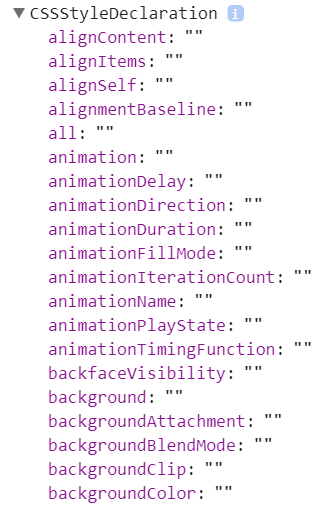 CSSStyleDeclaration i
alignContent: ""
alignItems: ""
alignSelf: ""
alignmentBaseline: ""
all: ""
animation: ""
animationDelay: ""
animationDirection: ""
animationDuration: ""
animationFillMode: ""
animationIterationCount: ""
animationName: ""
animationPlayState: ""
animationTimingFunction: ""
backfaceVisibility: ""
background: ""
backgroundAttachment: ""
backgroundBlendMode: ""
backgroundClip: ""
backgroundColor: ""